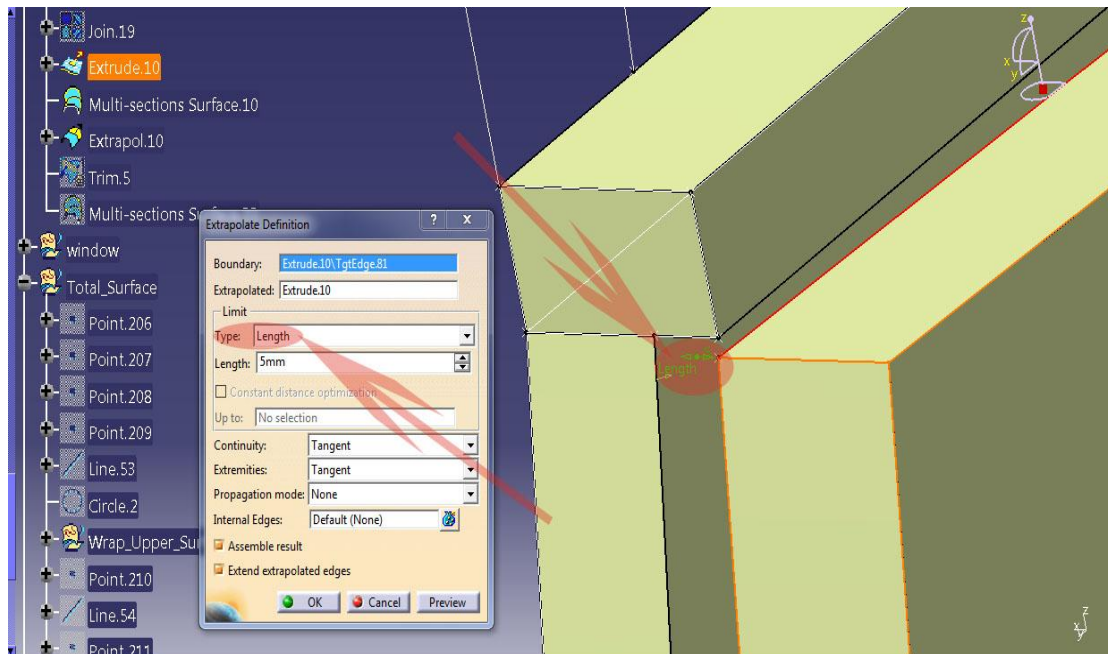 Join.19
Extrude.10
Multi-sections Surface.10
Extrapol.10
Trim.5
Multi-sections
window
Total_Surface
Point.206
Point.207
Point.208
Point.209
Line.53
Circle.2
Wrap_Upper_Sur
Point.210
Line.54
Point.211
Extrapolate Definition
? X
Boundary: Extrude.10\TgtEdge.81
Extrapolated: Extrude.10
Limit
Type: Length
Length: 5mm
Constant distance optimization
Up to: No selection
Continuity: Tangent
Extremities: Tangent
Propagation mode: None
Internal Edges: Default (None)
Assemble result
Extend extrapolated edges
OK Cancel Preview
Length
z
x
y
z
x
y